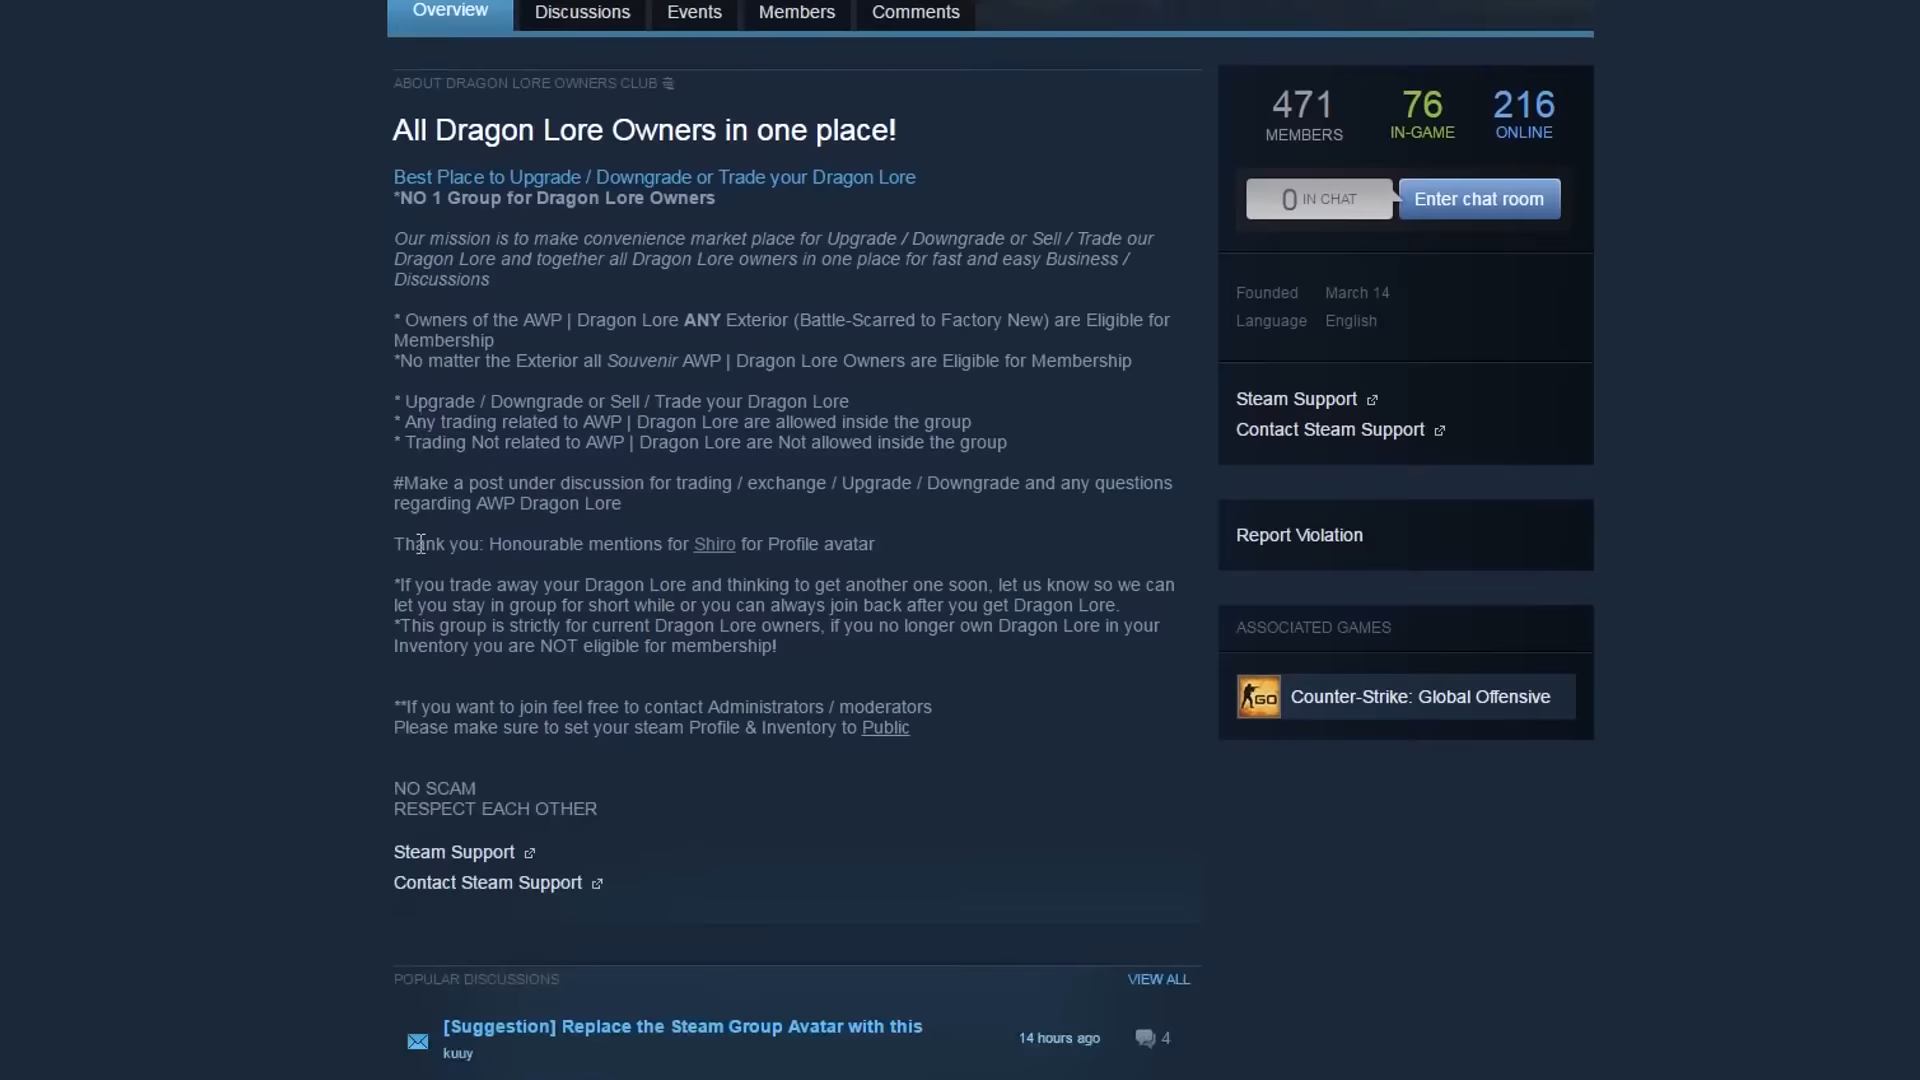 Overview Discussions Events Members Comments
ABOUT DRAGON LORE OWNERS CLUB
All Dragon Lore Owners in one place!
Best Place to Upgrade / Downgrade or Trade your Dragon Lore
*NO 1 Group for Dragon Lore Owners
Our mission is to make convenience market place for Upgrade / Downgrade or Sell / Trade our
Dragon Lore and together all Dragon Lore owners in one place for fast and easy Business /
Discussions
* Owners of the AWP | Dragon Lore ANY Exterior (Battle-Scarred to Factory New) are Eligible for
Membership
*No matter the Exterior all Souvenir AWP | Dragon Lore Owners are Eligible for Membership
* Upgrade / Downgrade or Sell / Trade your Dragon Lore
* Any trading related to AWP | Dragon Lore are allowed inside the group
* Trading Not related to AWP | Dragon Lore are Not allowed inside the group
#Make a post under discussion for trading / exchange / Upgrade / Downgrade and any questions
regarding AWP Dragon Lore
Thank you: Honourable mentions for Shiro for Profile avatar
*If you trade away your Dragon Lore and thinking to get another one soon, let us know so we can
let you stay in group for short while or you can always join back after you get Dragon Lore.
*This group is strictly for current Dragon Lore owners, if you no longer own Dragon Lore in your
Inventory you are NOT eligible for membership!
**If you want to join feel free to contact Administrators / moderators
Please make sure to set your steam Profile & Inventory to Public
NO SCAM
RESPECT EACH OTHER
Steam Support
Contact Steam Support
POPULAR DISCUSSIONS VIEW ALL
[Suggestion] Replace the Steam Group Avatar with this
kuuy
14 hours ago 4
471 76 216
MEMBERS IN-GAME ONLINE
0 IN CHAT Enter chat room
Founded March 14
Language English
Steam Support
Contact Steam Support
Report Violation
ASSOCIATED GAMES
GO Counter-Strike: Global Offensive